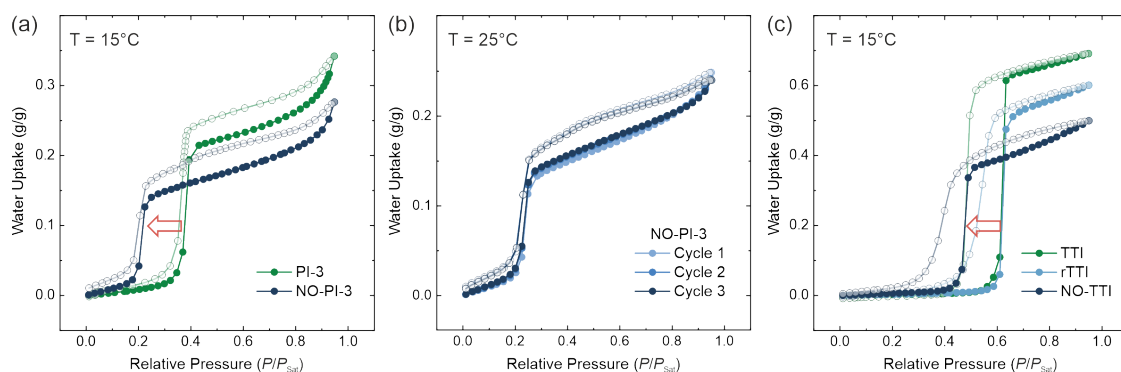 (a)
T = 15°C
Water Uptake (g/g)
0.3
0.2
0.1
0.0
PI-3
NO-PI-3
0.0 0.2 0.4 0.6 0.8 1.0
Relative Pressure (P/PSat)
(b)
T = 25°C
Water Uptake (g/g)
0.2
0.1
0.0
NO-PI-3
Cycle 1
Cycle 2
Cycle 3
0.0 0.2 0.4 0.6 0.8 1.0
Relative Pressure (P/PSat)
(c)
T = 15°C
Water Uptake (g/g)
0.6
0.4
0.2
0.0
TTI
rTTI
NO-TTI
0.0 0.2 0.4 0.6 0.8 1.0
Relative Pressure (P/PSat)